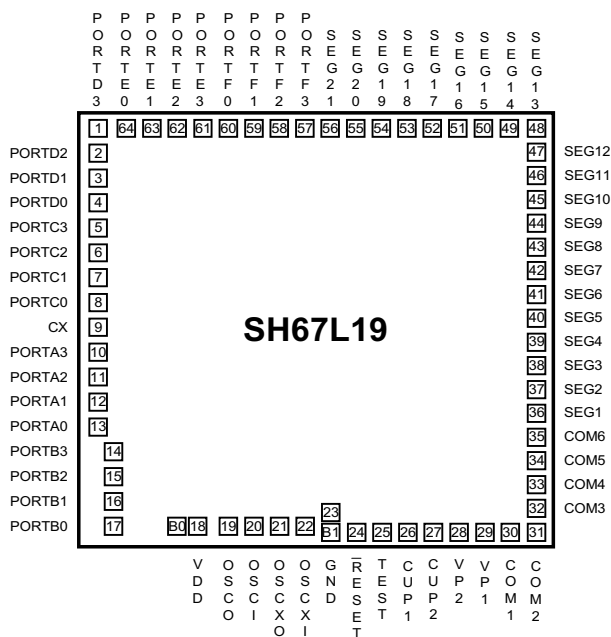 PORTD3 PORTE0 PORTE1 PORTE2 PORTE3 PORTF0 PORTF1 PORTF2 PORTF3 SEG21 SEG20 SEG19 SEG18 SEG17 SEG16 SEG15 SEG14 SEG13
1 64 63 62 61 60 59 58 57 56 55 54 53 52 51 50 49 48
PORTD2 2 47 SEG12
PORTD1 3 46 SEG11
PORTD0 4 45 SEG10
PORTC3 5 44 SEG9
PORTC2 6 43 SEG8
PORTC1 7 42 SEG7
PORTC0 8 41 SEG6
CX 9 SH67L19 40 SEG5
PORTA3 10 39 SEG4
PORTA2 11 38 SEG3
PORTA1 12 37 SEG2
PORTA0 13 36 SEG1
PORTB3 14 35 COM6
PORTB2 15 34 COM5
PORTB1 16 33 COM4
23 32 COM3
PORTB0 17 B0 18 19 20 21 22 B1 24 25 26 27 28 29 30 31
VDD OSCO OSCI OSCXO OSCXI GND RESET TEST CUP1 CUP2 VP2 VP1 COM1 COM2